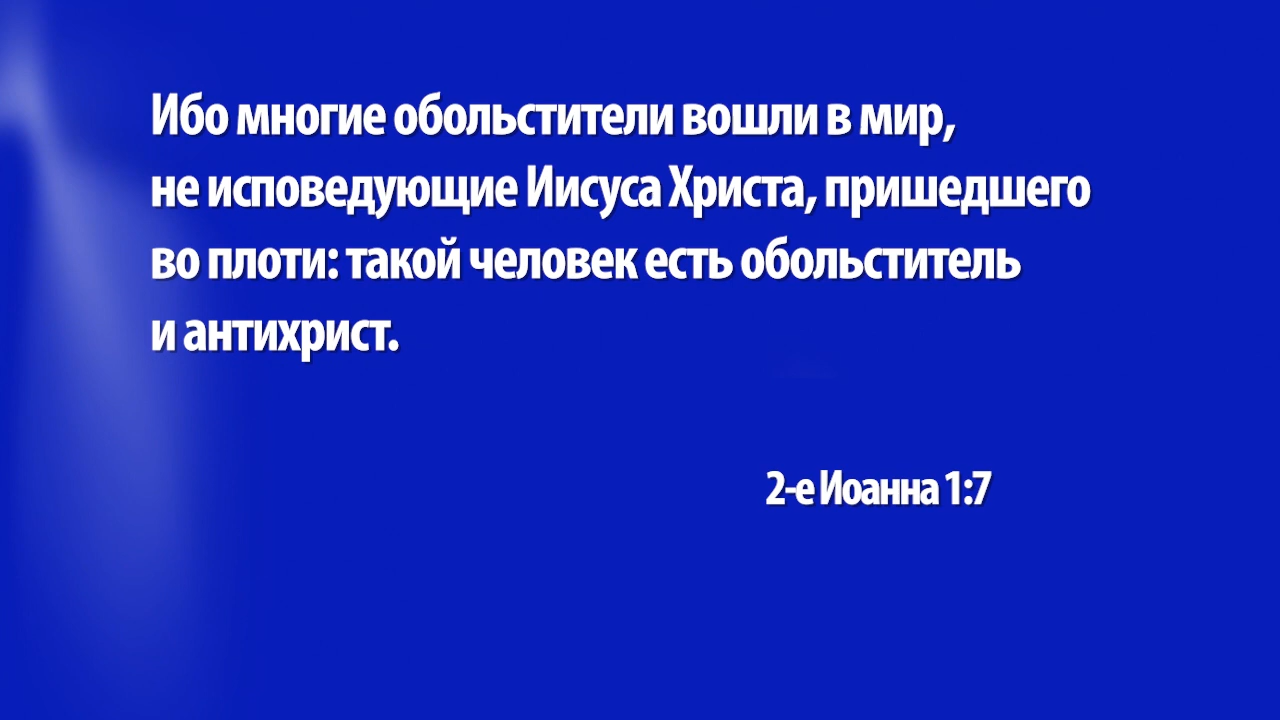 Ибо многие обольстители вошли в мир,
не исповедующие Иисуса Христа, пришедшего
во плоти: такой человек есть обольститель
и антихрист.
2-е Иоанна 1:7